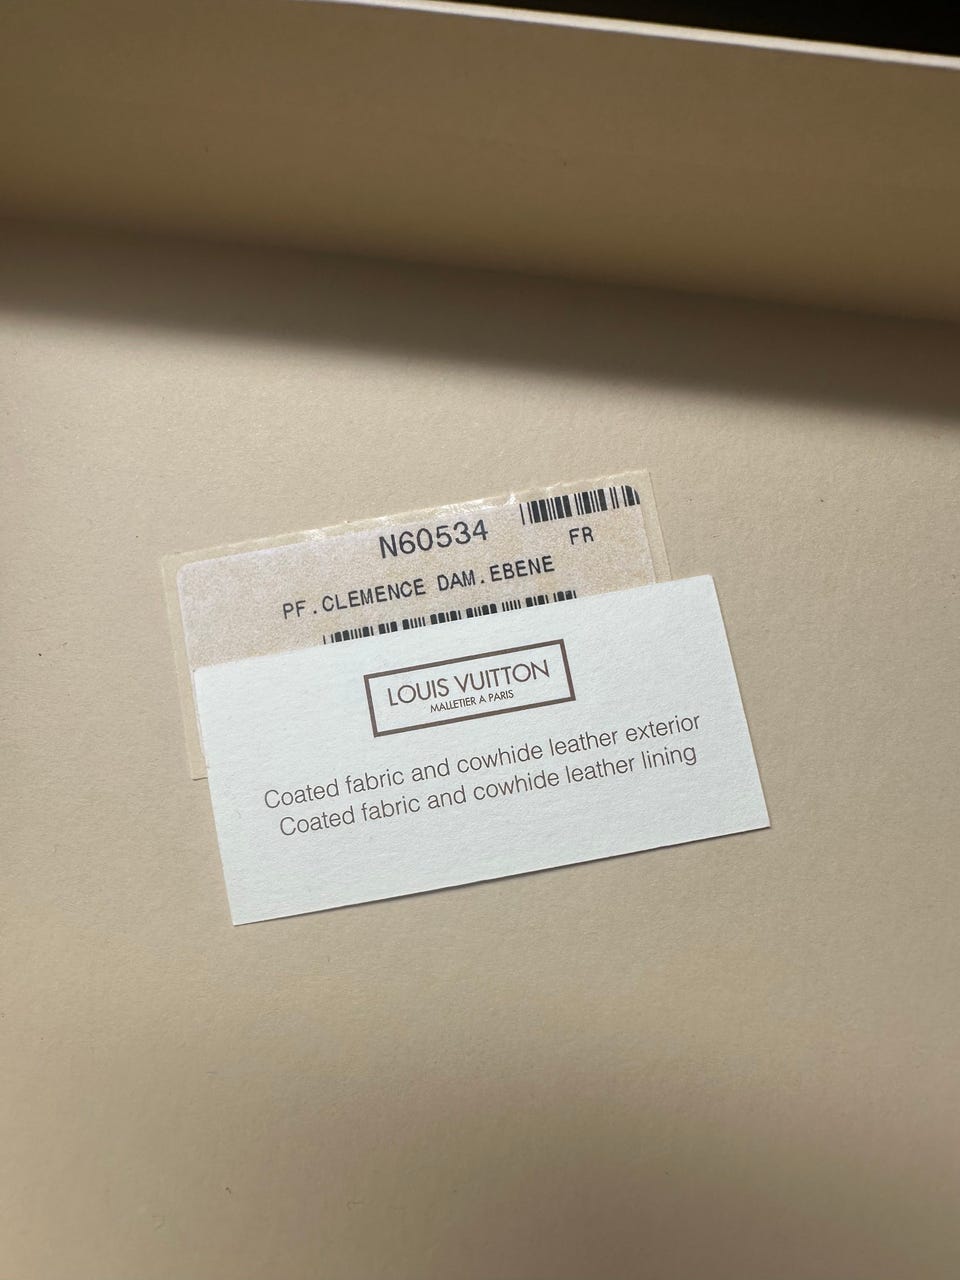 N60534
FR
PF.CLEMENCE DAM.EBENE
LOUIS VUITTON
MALLETIER A PARIS
Coated fabric and cowhide leather exterior
Coated fabric and cowhide leather lining